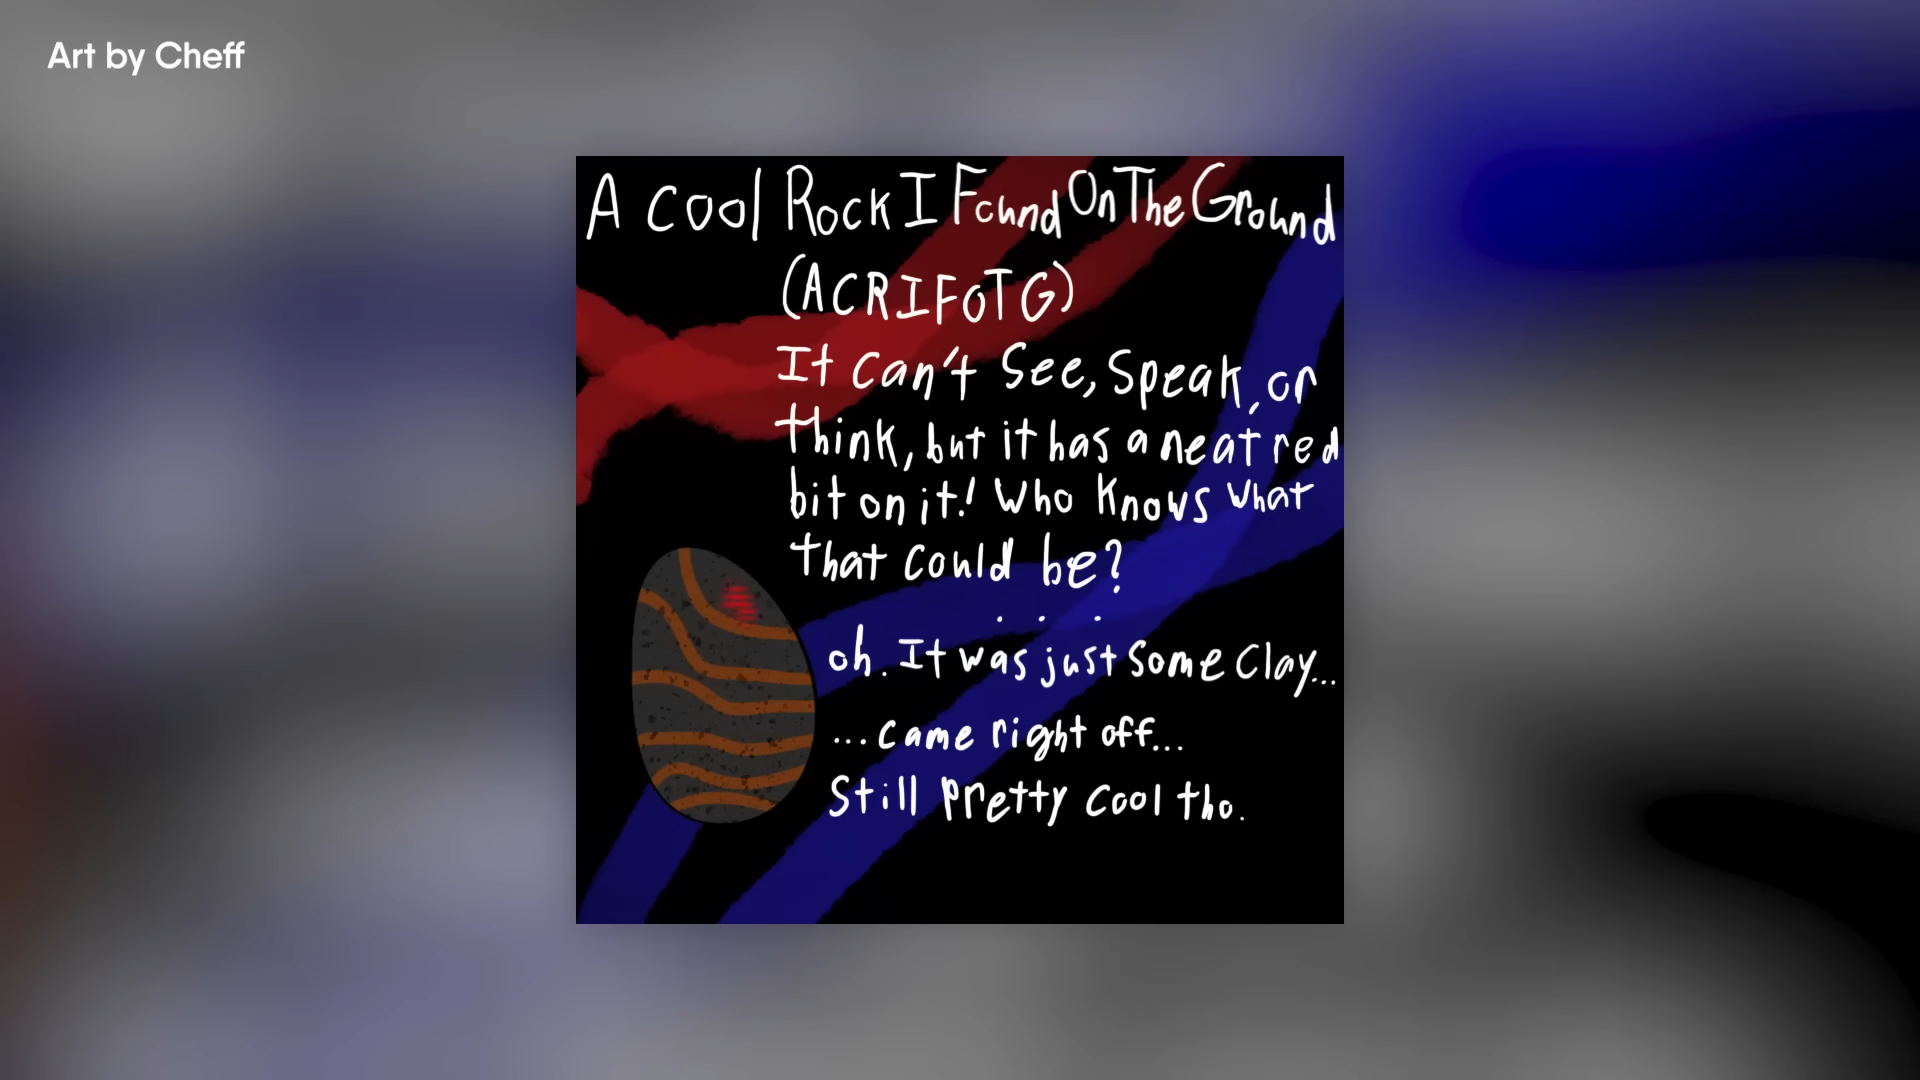 Art by Cheff
A Cool Rock I Found On The Ground
(ACRIFOTG)
It Can't See, Speak, or
think, but it has a neat red
bit on it! Who Knows What
that could be?
. . .
oh. It was just some Clay...
...came right off...
Still pretty cool tho.